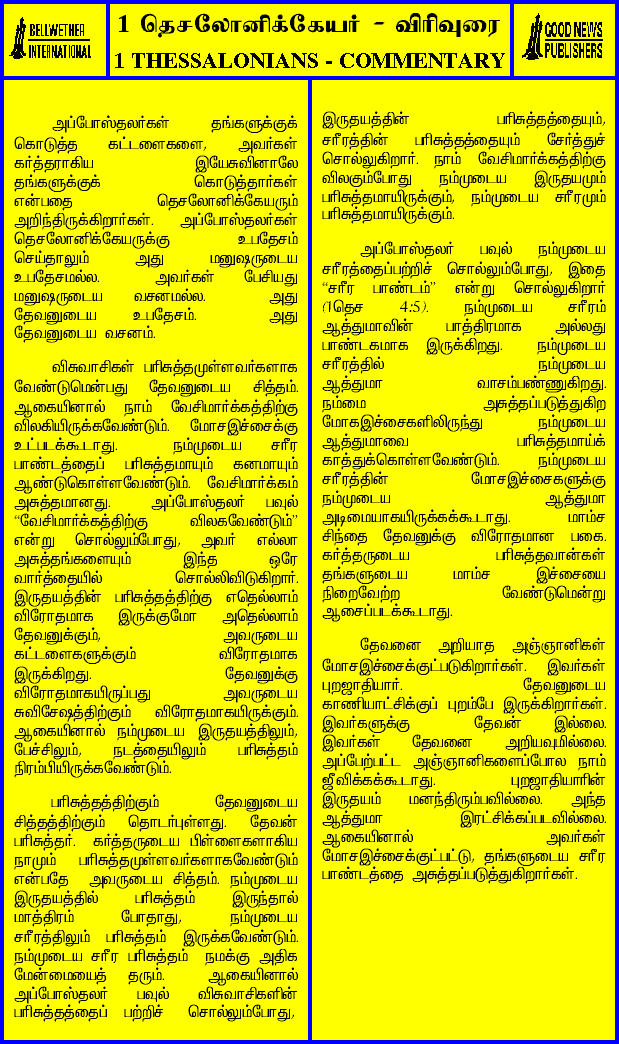 BELLWETHER
INTERNATIONAL
1 தெசலோனிக்கேயர் - விரிவுரை
1 THESSALONIANS - COMMENTARY
GOOD NEWS
PUBLISHERS
அப்போஸ்தலர்கள் தங்களுக்குக்
கொடுத்த கட்டளைகளை, அவர்கள்
கர்த்தராகிய இயேசுவினாலே
தங்களுக்குக் கொடுத்தார்கள்
என்பதை தெசலோனிக்கேயரும்
அறிந்திருக்கிறார்கள். அப்போஸ்தலர்கள்
தெசலோனிக்கேயருக்கு உபதேசம்
செய்தாலும் அது மனுஷருடைய
உபதேசமல்ல. அவர்கள் பேசியது
மனுஷருடைய வசனமல்ல. அது
தேவனுடைய உபதேசம். அது
தேவனுடைய வசனம்.
விசுவாசிகள் பரிசுத்தமுள்ளவர்களாக
வேண்டுமென்பது தேவனுடைய சித்தம்.
ஆகையினால் நாம் வேசிமார்க்கத்திற்கு
விலகியிருக்கவேண்டும். மோசஇச்சைக்கு
உட்படக்கூடாது. நம்முடைய சரீர
பாண்டத்தைப் பரிசுத்தமாயும் கனமாயும்
ஆண்டுகொள்ளவேண்டும். வேசிமார்க்கம்
அசுத்தமானது. அப்போஸ்தலர் பவுல்
“வேசிமார்க்கத்திற்கு விலகவேண்டும்”
என்று சொல்லும்போது, அவர் எல்லா
அசுத்தங்களையும் இந்த ஒரே
வார்த்தையில் சொல்லிவிடுகிறார்.
இருதயத்தின் பரிசுத்தத்திற்கு எதெல்லாம்
விரோதமாக இருக்குமோ அதெல்லாம்
தேவனுக்கும், அவருடைய
கட்டளைகளுக்கும் விரோதமாக
இருக்கிறது. தேவனுக்கு
விரோதமாகயிருப்பது அவருடைய
சுவிசேஷத்திற்கும் விரோதமாகயிருக்கும்.
ஆகையினால் நம்முடைய இருதயத்திலும்,
பேச்சிலும், நடத்தையிலும் பரிசுத்தம்
நிரம்பியிருக்கவேண்டும்.
பரிசுத்தத்திற்கும் தேவனுடைய
சித்தத்திற்கும் தொடர்புள்ளது. தேவன்
பரிசுத்தர். கர்த்தருடைய பிள்ளைகளாகிய
நாமும் பரிசுத்தமுள்ளவர்களாகவேண்டும்
என்பதே அவருடைய சித்தம். நம்முடைய
இருதயத்தில் பரிசுத்தம் இருந்தால்
மாத்திரம் போதாது, நம்முடைய
சரீரத்திலும் பரிசுத்தம் இருக்கவேண்டும்.
நம்முடைய சரீர பரிசுத்தம் நமக்கு அதிக
மேன்மையைத் தரும். ஆகையினால்
அப்போஸ்தலர் பவுல் விசுவாசிகளின்
பரிசுத்தத்தைப் பற்றிச் சொல்லும்போது,
இருதயத்தின் பரிசுத்தத்தையும்,
சரீரத்தின் பரிசுத்தத்தையும் சேர்த்துச்
சொல்லுகிறார். நாம் வேசிமார்க்கத்திற்கு
விலகும்போது நம்முடைய இருதயமும்
பரிசுத்தமாயிருக்கும், நம்முடைய சரீரமும்
பரிசுத்தமாயிருக்கும்.
அப்போஸ்தலர் பவுல் நம்முடைய
சரீரத்தைப்பற்றிச் சொல்லும்போது, இதை
“சரீர பாண்டம்” என்று சொல்லுகிறார்
(1தெச 4:5). நம்முடைய சரீரம்
ஆத்துமாவின் பாத்திரமாக அல்லது
பாண்டகமாக இருக்கிறது. நம்முடைய
சரீரத்தில் நம்முடைய
ஆத்துமா வாசம்பண்ணுகிறது.
நம்மை அசுத்தப்படுத்துகிற
மோகஇச்சைகளிலிருந்து நம்முடைய
ஆத்துமாவை பரிசுத்தமாய்க்
காத்துக்கொள்ளவேண்டும். நம்முடைய
சரீரத்தின் மோசஇச்சைகளுக்கு
நம்முடைய ஆத்துமா
அடிமையாகயிருக்கக்கூடாது. மாம்ச
சிந்தை தேவனுக்கு விரோதமான பகை.
கர்த்தருடைய பரிசுத்தவான்கள்
தங்களுடைய மாம்ச இச்சையை
நிறைவேற்ற வேண்டுமென்று
ஆசைப்படக்கூடாது.
தேவனை அறியாத அஞ்ஞானிகள்
மோசஇச்சைக்குட்படுகிறார்கள். இவர்கள்
புறஜாதியார். தேவனுடைய
காணியாட்சிக்குப் புறம்பே இருக்கிறார்கள்.
இவர்களுக்கு தேவன் இல்லை.
இவர்கள் தேவனை அறியவுமில்லை.
அப்பேற்பட்ட அஞ்ஞானிகளைப்போல நாம்
ஜீவிக்கக்கூடாது. புறஜாதியாரின்
இருதயம் மனந்திரும்பவில்லை. அந்த
ஆத்துமா இரட்சிக்கப்படவில்லை.
ஆகையினால் அவர்கள்
மோசஇச்சைக்குட்பட்டு, தங்களுடைய சரீர
பாண்டத்தை அசுத்தப்படுத்துகிறார்கள்.